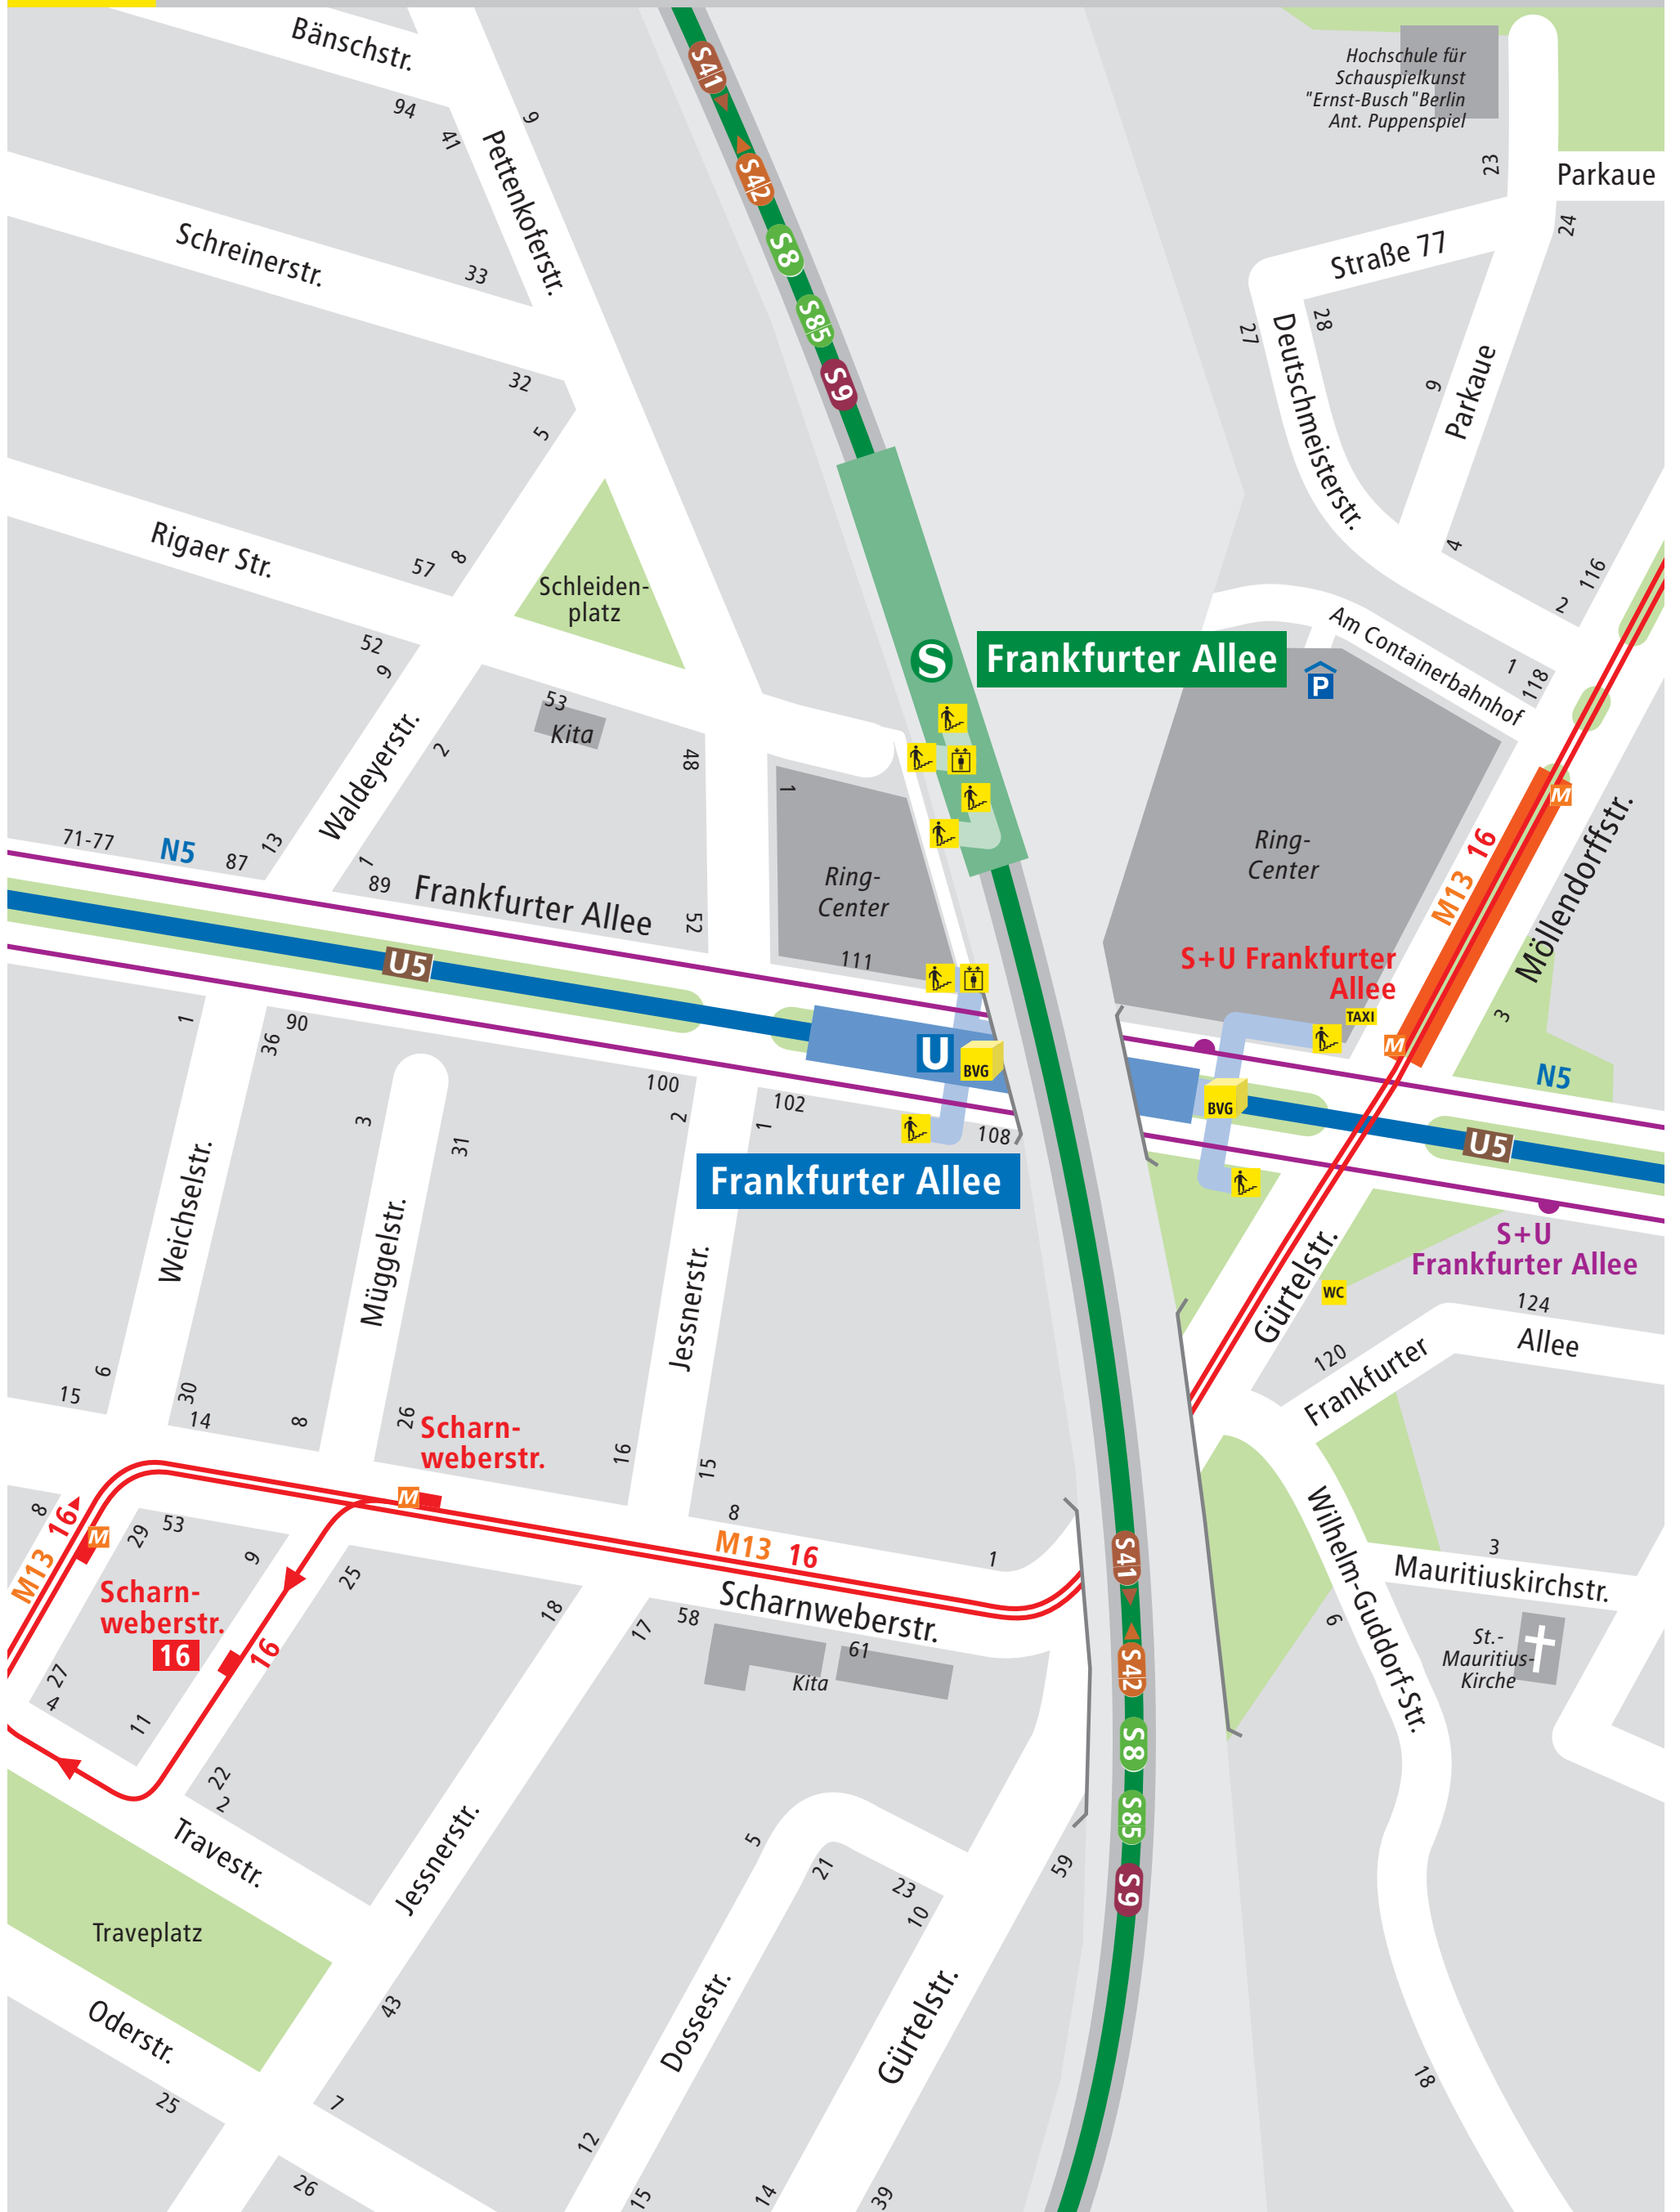 Bänschstr.
94
41
9
Pettenkoferstr.
S41
S42
S8
S85
S9
Hochschule für
Schauspielkunst
"Ernst-Busch"Berlin
Ant. Puppenspiel
23
Parkaue
24
Straße 77
Schreinerstr.
33
32
5
27
28
Deutschmeisterstr.
9
Parkaue
4
2
116
Rigaer Str.
57
8
52
9
Schleiden-
platz
53
Kita
48
S
Frankfurter Allee
P
Am Containerbahnhof
1
118
Waldeyerstr.
2
13
1
71-77
N5
87
89
Frankfurter Allee
52
1
Ring-
Center
111
Ring-
Center
M
M13 16
Möllendorffstr.
S+U Frankfurter
Allee
TAXI
M
3
N5
U5
U
BVG
BVG
U5
1
36
90
100
2
1
102
108
Frankfurter Allee
3
31
Weichselstr.
Müggelstr.
Jessnerstr.
Gürtelstr.
S+U
Frankfurter Allee
WC
124
Allee
120
Frankfurter
15
6
30
14
8
26
Scharn-
weberstr.
M
16
15
8
M13 16
1
Scharnweberstr.
58
61
Kita
8
M13 16
M
29
53
9
25
Scharn-
weberstr.
16
16
27
4
11
22
2
18
17
S41
S42
S8
S85
S9
Wilhelm-Guddorf-Str.
3
Mauritiuskirchstr.
6
St.-
Mauritius-
Kirche
Travestr.
Jessnerstr.
5
21
23
10
59
Traveplatz
Oderstr.
43
Dossestr.
Gürtelstr.
25
7
26
12
15
14
39
18